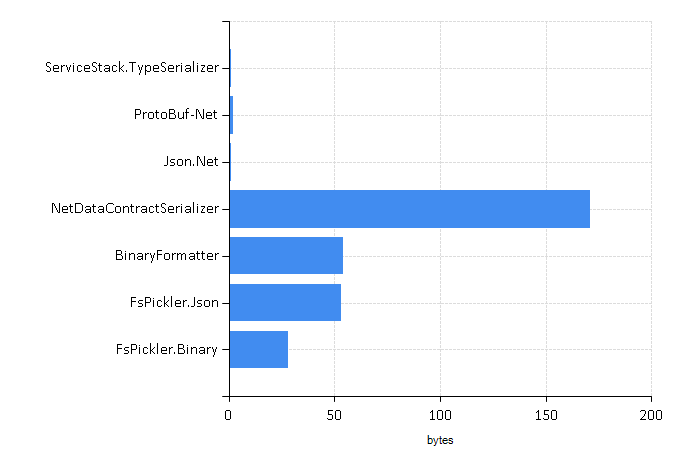 ServiceStack.TypeSerializer
ProtoBuf-Net
Json.Net
NetDataContractSerializer
BinaryFormatter
FsPickler.Json
FsPickler.Binary
0 50 100 150 200
bytes